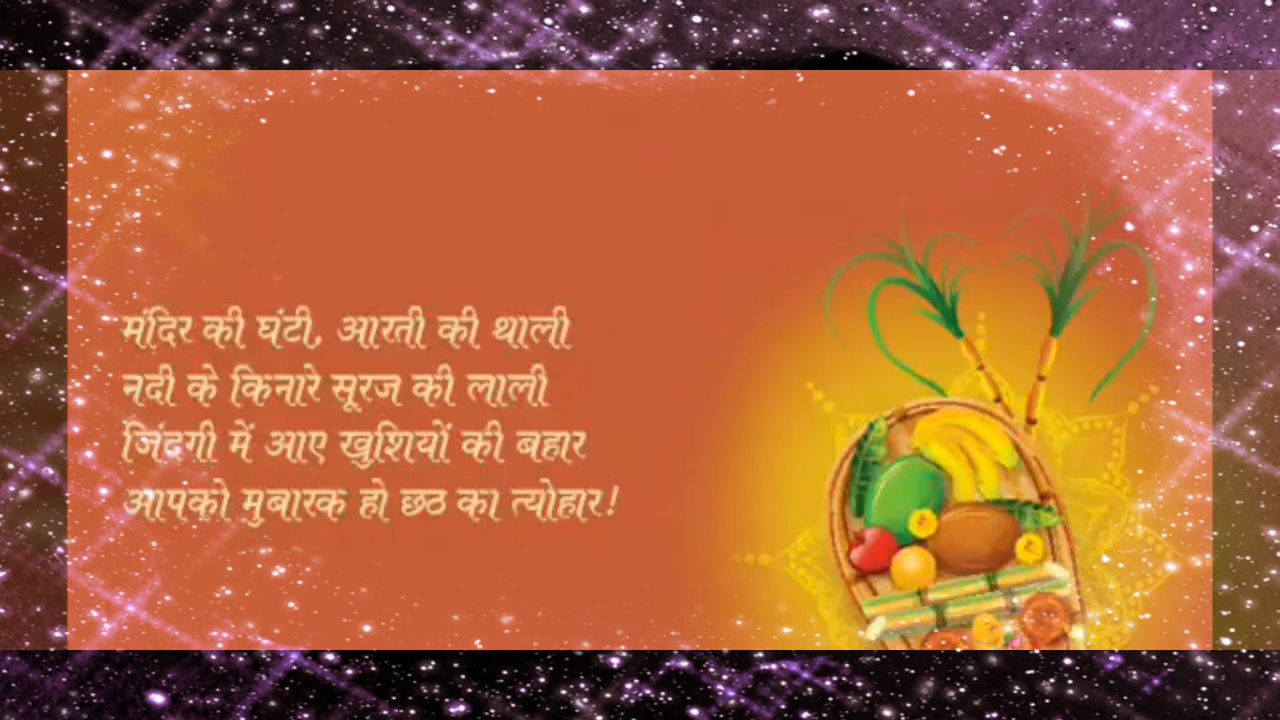 मंदिर की घंटी, आरती की थाली
नदी के किनारे सूरज की लाली
जिंदगी में आए खुशियों की बहार
आपको मुबारक हो छठ का त्योहार!